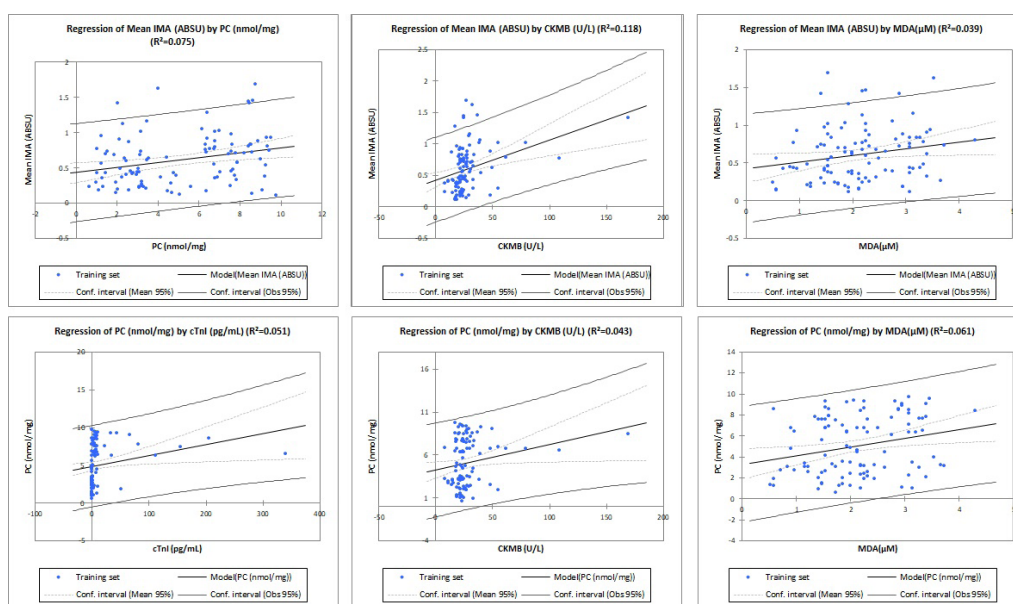 Regression of Mean IMA (ABSU) by PC (nmol/mg)
(R²=0.075)
2
1.5
1
0.5
0
-0.5
-2
0
2
4
6
8
10
12
Mean IMA (ABSU)
PC (nmol/mg)
Training set
Model(Mean IMA (ABSU))
Conf. interval (Mean 95%)
Conf. interval (Obs 95%)
Regression of Mean IMA (ABSU) by CKMB (U/L) (R²=0.118)
2.5
2
1.5
1
0.5
0
-0.5
-50
0
50
100
150
200
Mean IMA (ABSU)
CKMB (U/L)
Training set
Model(Mean IMA (ABSU))
Conf. interval (Mean 95%)
Conf. interval (Obs 95%)
Regression of Mean IMA (ABSU) by MDA(µM) (R²=0.039)
2
1.5
1
0.5
0
-0.5
0
1
2
3
4
5
Mean IMA (ABSU)
MDA(µM)
Training set
Model(Mean IMA (ABSU))
Conf. interval (Mean 95%)
Conf. interval (Obs 95%)
Regression of PC (nmol/mg) by cTnI (pg/mL) (R²=0.051)
20
15
10
5
0
-5
-100
0
100
200
300
400
PC (nmol/mg)
cTnI (pg/mL)
Training set
Model(PC (nmol/mg))
Conf. interval (Mean 95%)
Conf. interval (Obs 95%)
Regression of PC (nmol/mg) by CKMB (U/L) (R²=0.043)
16
11
6
1
-4
-50
0
50
100
150
200
PC (nmol/mg)
CKMB (U/L)
Training set
Model(PC (nmol/mg))
Conf. interval (Mean 95%)
Conf. interval (Obs 95%)
Regression of PC (nmol/mg) by MDA(µM) (R²=0.061)
14
12
10
8
6
4
2
0
-2
-4
0
1
2
3
4
5
PC (nmol/mg)
MDA(µM)
Training set
Model(PC (nmol/mg))
Conf. interval (Mean 95%)
Conf. interval (Obs 95%)